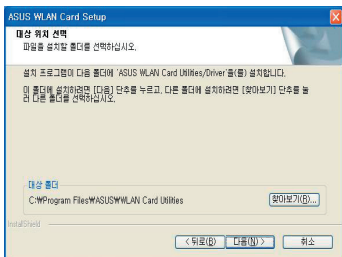 ASUS WLAN Card Setup
대상 위치 선택
파일을 설치할 폴더를 선택하십시오.
설치 프로그램이 다음 폴더에 'ASUS WLAN Card Utilities/Driver'을(를) 설치합니다.
이 폴더에 설치하려면 [다음] 단추를 누르고, 다른 폴더에 설치하려면 [찾아보기] 단추를 눌
러 다른 폴더를 선택하십시오.
대상 폴더
C:₩Program Files₩ASUS₩WLAN Card Utilities
찾아보기(R)...
InstallShield
< 뒤로(B)
다음(N) >
취소